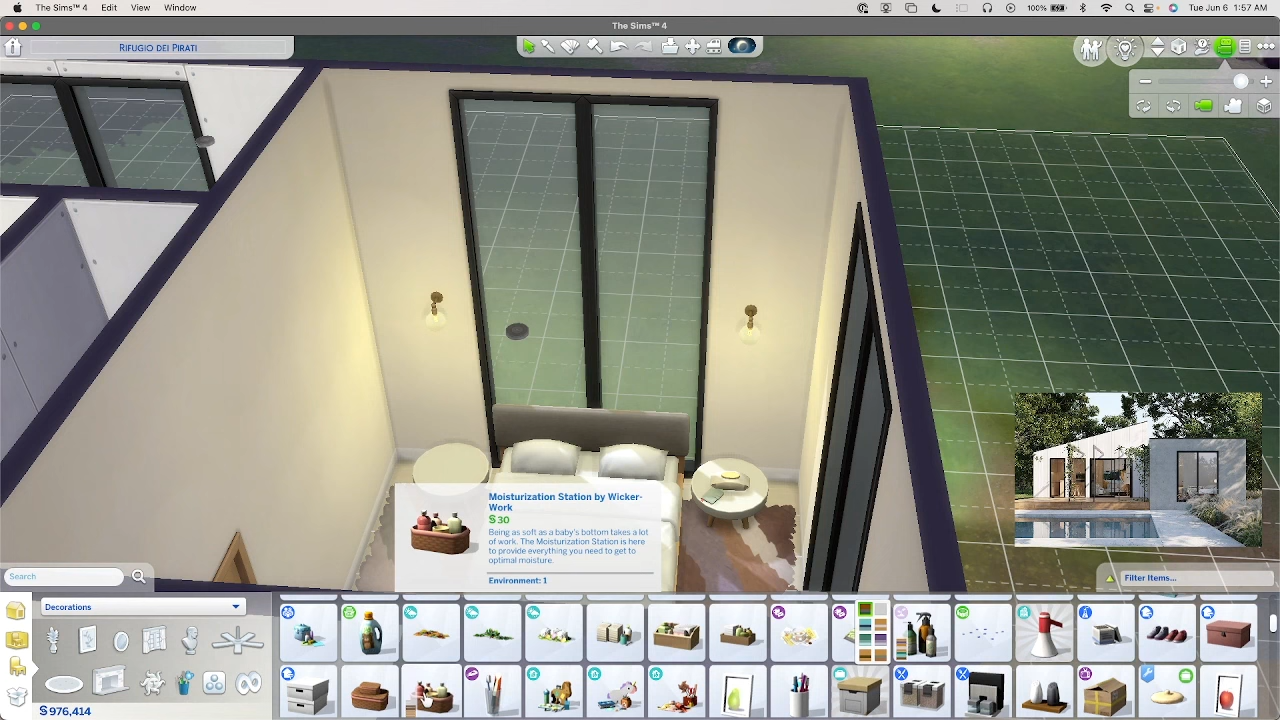 The Sims™ 4 Edit View Window
100% Tue Jun 6 1:57 AM
The Sims™ 4
RIFUGIO DEI PIRATI
Moisturization Station by Wicker-
Work
§30
Being as soft as a baby's bottom takes a lot
of work. The Moisturization Station is here
to provide everything you need to get to
optimal moisture.
Environment: 1
Search
Filter Items...
Decorations
§976,414